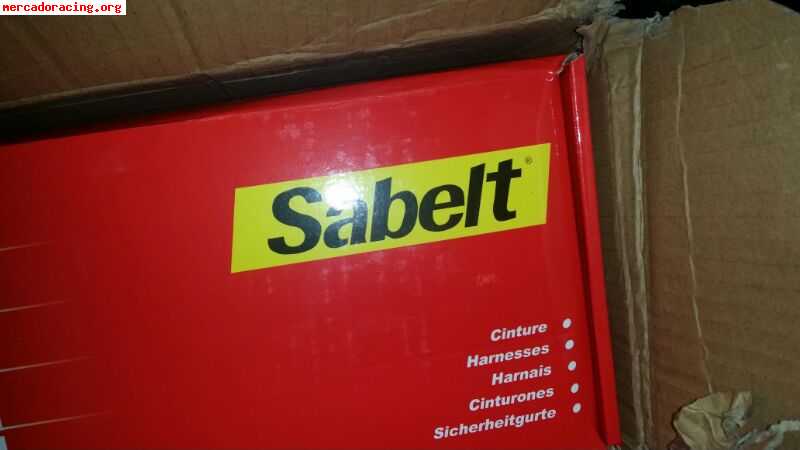 mercadoracing.org
Sabelt®
Cinture
Harnesses
Harnais
Cinturones
Sicherheitgurte